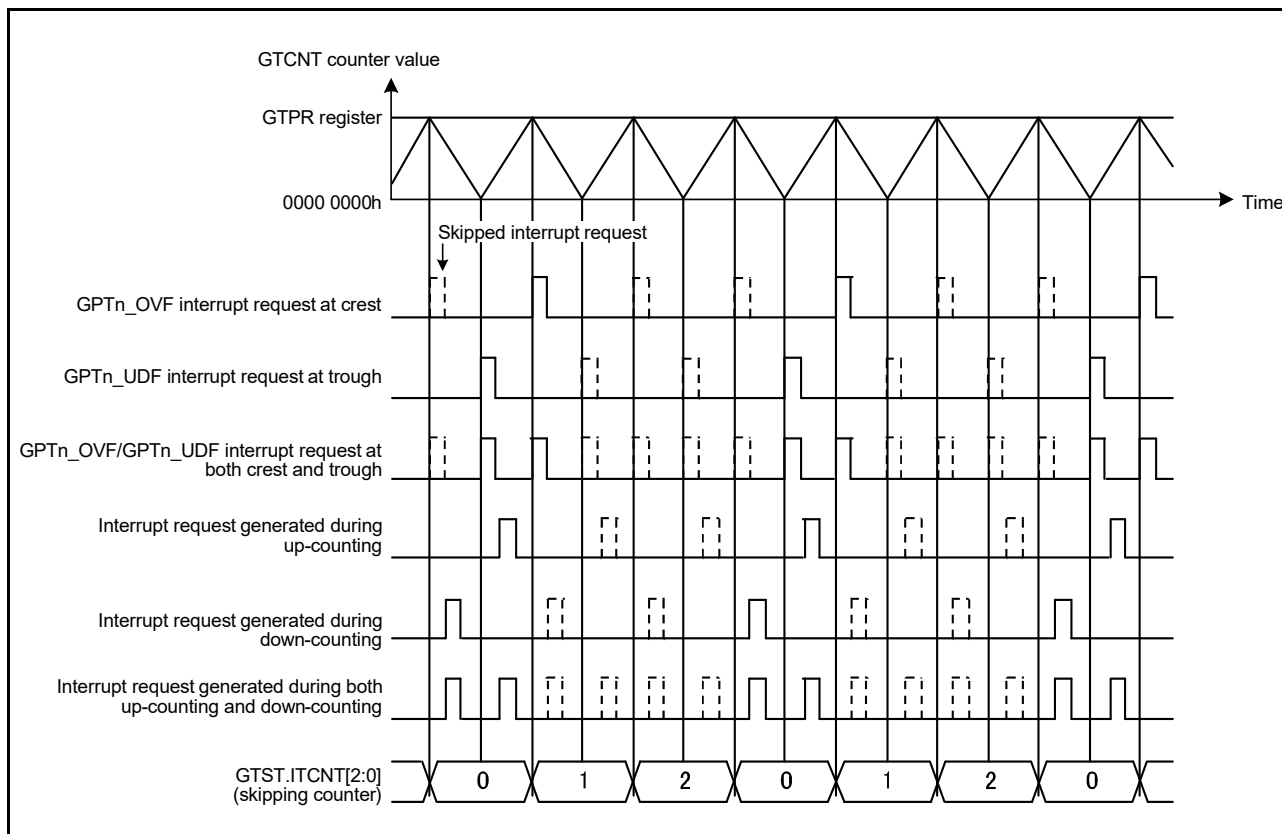 GTCNT counter value
GTPR register
0000 0000h
Time
Skipped interrupt request
GPTn_OVF interrupt request at crest
GPTn_UDF interrupt request at trough
GPTn_OVF/GPTn_UDF interrupt request at
both crest and trough
Interrupt request generated during
up-counting
Interrupt request generated during
down-counting
Interrupt request generated during both
up-counting and down-counting
GTST.ITCNT[2:0]
(skipping counter)
0 1 2 0 1 2 0